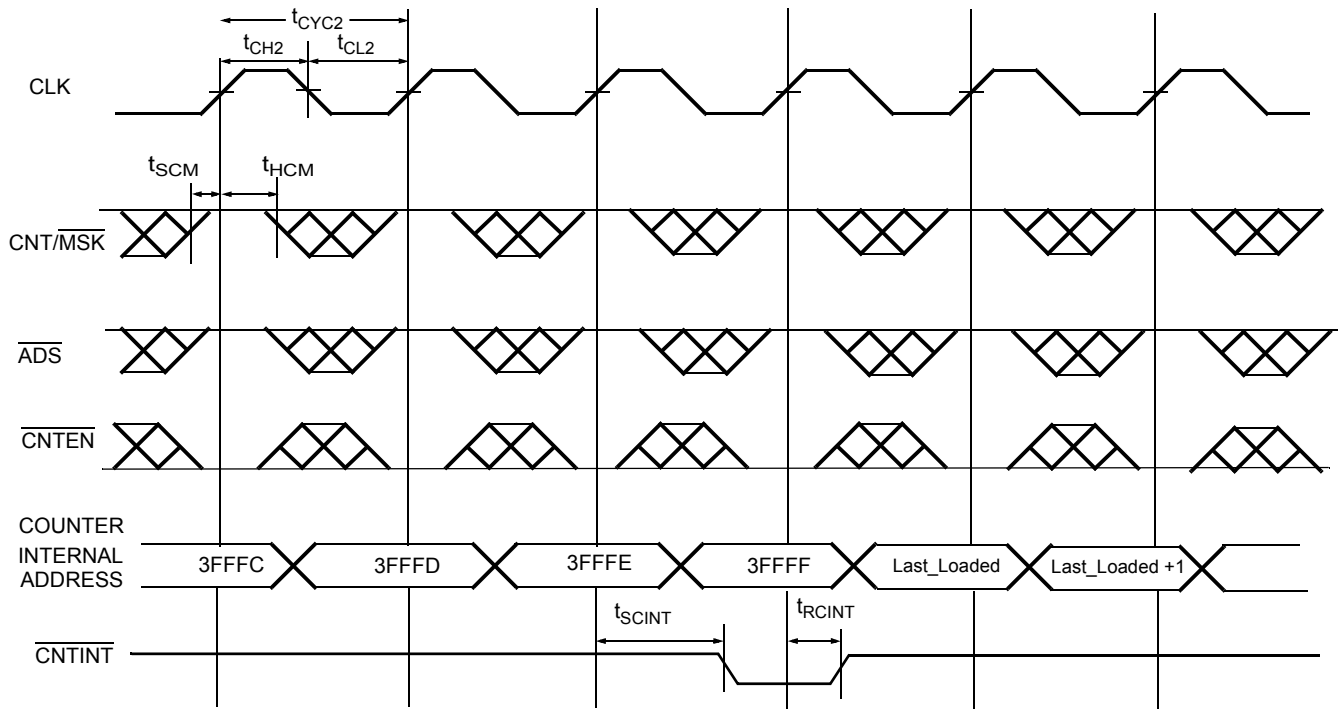 tCYC2
tCH2
tCL2
CLK
tSCM
tHCM
CNT/MSK
ADS
CNTEN
COUNTER
INTERNAL
ADDRESS
3FFFC
3FFFD
3FFFE
3FFFF
Last_Loaded
Last_Loaded +1
tSCINT
tRCINT
CNTINT